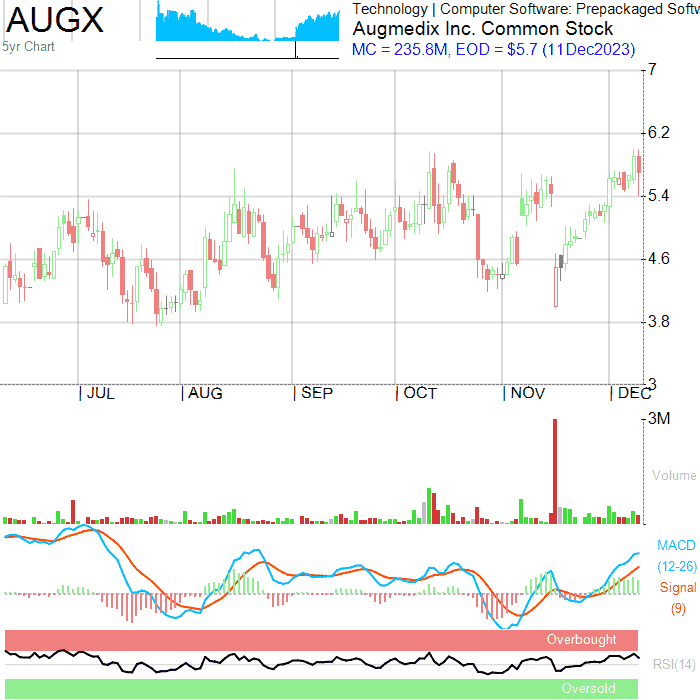 AUGX
5yr Chart
Technology | Computer Software: Prepackaged Softw
Augmedix Inc. Common Stock
MC = 235.8M, EOD = $5.7 (11Dec2023)
7
6.2
5.4
4.6
3.8
3
JUL
AUG
SEP
OCT
NOV
DEC
3M
Volume
MACD
(12-26)
Signal
(9)
Overbought
RSI(14)
Oversold